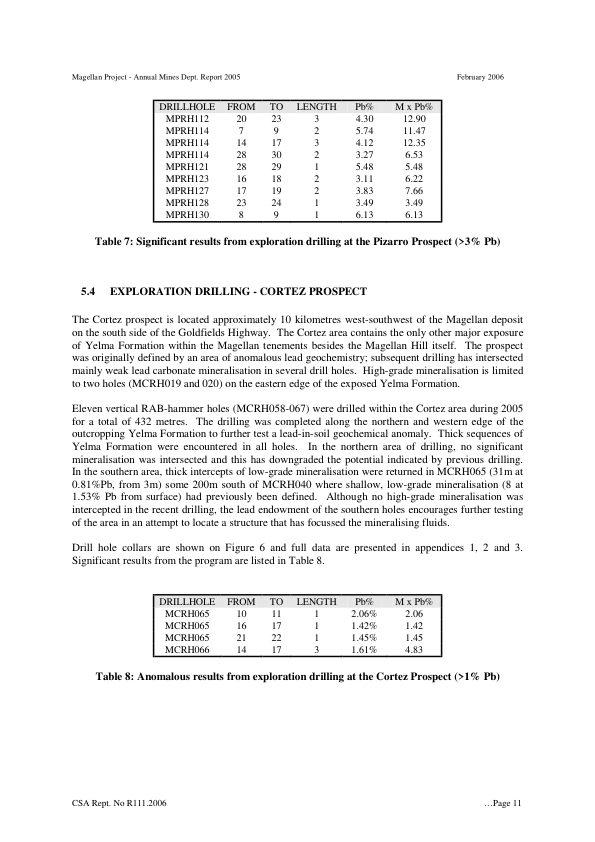 Magellan Project - Annual Mines Dept. Report 2005 February 2006
DRILLHOLE FROM TO LENGTH Pb% M x Pb%
MPRH112 20 23 3 4.30 12.90
MPRH114 7 9 2 5.74 11.47
MPRH114 14 17 3 4.12 12.35
MPRH114 28 30 2 3.27 6.53
MPRH121 28 29 1 5.48 5.48
MPRH123 16 18 2 3.11 6.22
MPRH127 17 19 2 3.83 7.66
MPRH128 23 24 1 3.49 3.49
MPRH130 8 9 1 6.13 6.13
Table 7: Significant results from exploration drilling at the Pizarro Prospect (>3% Pb)
5.4 EXPLORATION DRILLING - CORTEZ PROSPECT
The Cortez prospect is located approximately 10 kilometres west-southwest of the Magellan deposit
on the south side of the Goldfields Highway. The Cortez area contains the only other major exposure
of Yelma Formation within the Magellan tenements besides the Magellan Hill itself. The prospect
was originally defined by an area of anomalous lead geochemistry; subsequent drilling has intersected
mainly weak lead carbonate mineralisation in several drill holes. High-grade mineralisation is limited
to two holes (MCRH019 and 020) on the eastern edge of the exposed Yelma Formation.
Eleven vertical RAB-hammer holes (MCRH058-067) were drilled within the Cortez area during 2005
for a total of 432 metres. The drilling was completed along the northern and western edge of the
outcropping Yelma Formation to further test a lead-in-soil geochemical anomaly. Thick sequences of
Yelma Formation were encountered in all holes. In the northern area of drilling, no significant
mineralisation was intersected and this has downgraded the potential indicated by previous drilling.
In the southern area, thick intercepts of low-grade mineralisation were returned in MCRH065 (31m at
0.81%Pb, from 3m) some 200m south of MCRH040 where shallow, low-grade mineralisation (8 at
1.53% Pb from surface) had previously been defined. Although no high-grade mineralisation was
intercepted in the recent drilling, the lead endowment of the southern holes encourages further testing
of the area in an attempt to locate a structure that has focussed the mineralising fluids.
Drill hole collars are shown on Figure 6 and full data are presented in appendices 1, 2 and 3.
Significant results from the program are listed in Table 8.
DRILLHOLE FROM TO LENGTH Pb% M x Pb%
MCRH065 10 11 1 2.06% 2.06
MCRH065 16 17 1 1.42% 1.42
MCRH065 21 22 1 1.45% 1.45
MCRH066 14 17 3 1.61% 4.83
Table 8: Anomalous results from exploration drilling at the Cortez Prospect (>1% Pb)
CSA Rept. No R111.2006 …Page 11